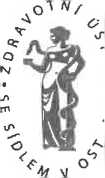 ZDRAVOTNÍ ÚS
SE SÍDLEM V OST